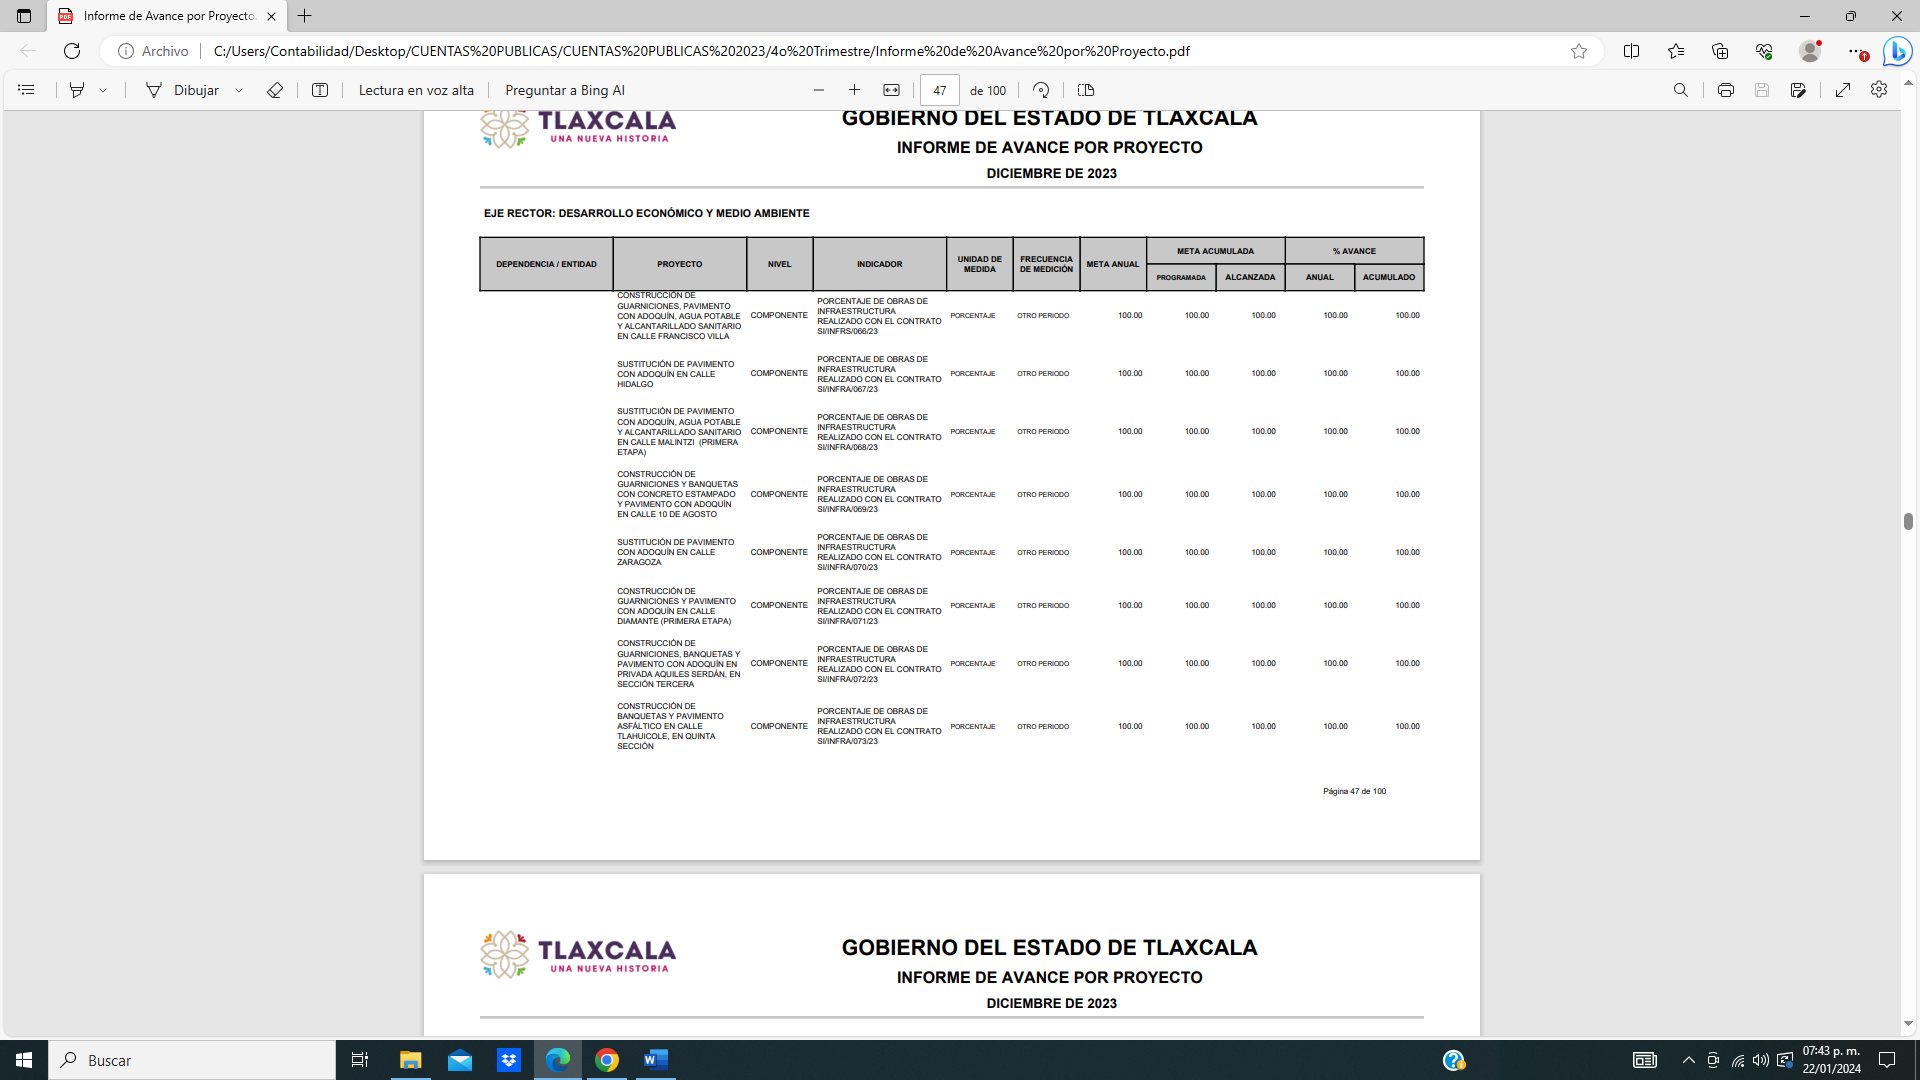 Informe de Avance por Proyecto.
Archivo
C:/Users/Contabilidad/Desktop/CUENTAS%20PUBLICAS/CUENTAS%20PUBLICAS%202023/4o%20Trimestre/Informe%20de%20Avance%20por%20Proyecto.pdf
Dibujar
Lectura en voz alta
Preguntar a Bing AI
47
de 100
TLAXCALA
UNA NUEVA HISTORIA
GOBIERNO DEL ESTADO DE TLAXCALA
INFORME DE AVANCE POR PROYECTO
DICIEMBRE DE 2023
EJE RECTOR: DESARROLLO ECONÓMICO Y MEDIO AMBIENTE
DEPENDENCIA / ENTIDAD
PROYECTO
NIVEL
INDICADOR
UNIDAD DE
MEDIDA
FRECUENCIA
DE MEDICIÓN
META ANUAL
META ACUMULADA
PROGRAMADA
ALCANZADA
% AVANCE
ANUAL
ACUMULADO
CONSTRUCCIÓN DE
GUARNICIONES, PAVIMENTO
CON ADOQUÍN, AGUA POTABLE
Y ALCANTARILLADO SANITARIO
EN CALLE FRANCISCO VILLA
COMPONENTE
PORCENTAJE DE OBRAS DE
INFRAESTRUCTURA
REALIZADO CON EL CONTRATO
SI/INFRS/066/23
PORCENTAJE
OTRO PERIODO
100.00
100.00
100.00
100.00
100.00
SUSTITUCIÓN DE PAVIMENTO
CON ADOQUÍN EN CALLE
HIDALGO
COMPONENTE
PORCENTAJE DE OBRAS DE
INFRAESTRUCTURA
REALIZADO CON EL CONTRATO
SI/INFRA/067/23
PORCENTAJE
OTRO PERIODO
100.00
100.00
100.00
100.00
100.00
SUSTITUCIÓN DE PAVIMENTO
CON ADOQUÍN, AGUA POTABLE
Y ALCANTARILLADO SANITARIO
EN CALLE MALINTZI (PRIMERA
ETAPA)
COMPONENTE
PORCENTAJE DE OBRAS DE
INFRAESTRUCTURA
REALIZADO CON EL CONTRATO
SI/INFRA/068/23
PORCENTAJE
OTRO PERIODO
100.00
100.00
100.00
100.00
100.00
CONSTRUCCIÓN DE
GUARNICIONES Y BANQUETAS
CON CONCRETO ESTAMPADO
Y PAVIMENTO CON ADOQUÍN
EN CALLE 10 DE AGOSTO
COMPONENTE
PORCENTAJE DE OBRAS DE
INFRAESTRUCTURA
REALIZADO CON EL CONTRATO
SI/INFRA/069/23
PORCENTAJE
OTRO PERIODO
100.00
100.00
100.00
100.00
100.00
SUSTITUCIÓN DE PAVIMENTO
CON ADOQUÍN EN CALLE
ZARAGOZA
COMPONENTE
PORCENTAJE DE OBRAS DE
INFRAESTRUCTURA
REALIZADO CON EL CONTRATO
SI/INFRA/070/23
PORCENTAJE
OTRO PERIODO
100.00
100.00
100.00
100.00
100.00
CONSTRUCCIÓN DE
GUARNICIONES Y PAVIMENTO
CON ADOQUÍN EN CALLE
DIAMANTE (PRIMERA ETAPA)
COMPONENTE
PORCENTAJE DE OBRAS DE
INFRAESTRUCTURA
REALIZADO CON EL CONTRATO
SI/INFRA/071/23
PORCENTAJE
OTRO PERIODO
100.00
100.00
100.00
100.00
100.00
CONSTRUCCIÓN DE
GUARNICIONES, BANQUETAS Y
PAVIMENTO CON ADOQUÍN EN
PRIVADA AQUILES SERDÁN, EN
SECCIÓN TERCERA
COMPONENTE
PORCENTAJE DE OBRAS DE
INFRAESTRUCTURA
REALIZADO CON EL CONTRATO
SI/INFRA/072/23
PORCENTAJE
OTRO PERIODO
100.00
100.00
100.00
100.00
100.00
CONSTRUCCIÓN DE
BANQUETAS Y PAVIMENTO
ASFÁLTICO EN CALLE
TLAHUICOLE, EN QUINTA
SECCIÓN
COMPONENTE
PORCENTAJE DE OBRAS DE
INFRAESTRUCTURA
REALIZADO CON EL CONTRATO
SI/INFRA/073/23
PORCENTAJE
OTRO PERIODO
100.00
100.00
100.00
100.00
100.00
Página 47 de 100
TLAXCALA
UNA NUEVA HISTORIA
GOBIERNO DEL ESTADO DE TLAXCALA
INFORME DE AVANCE POR PROYECTO
DICIEMBRE DE 2023
Buscar
07:43 p. m.
22/01/2024